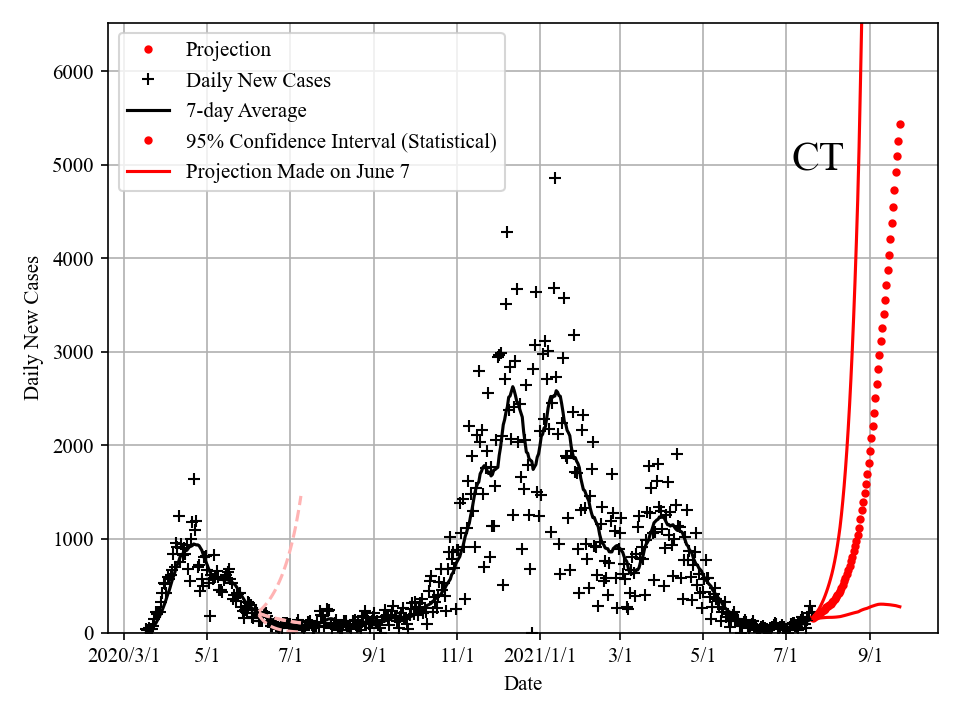 Projection
Daily New Cases
7-day Average
95% Confidence Interval (Statistical)
Projection Made on June 7
CT
6000
5000
4000
3000
2000
1000
0
Daily New Cases
2020/3/1 5/1 7/1 9/1 11/1 2021/1/1 3/1 5/1 7/1 9/1
Date